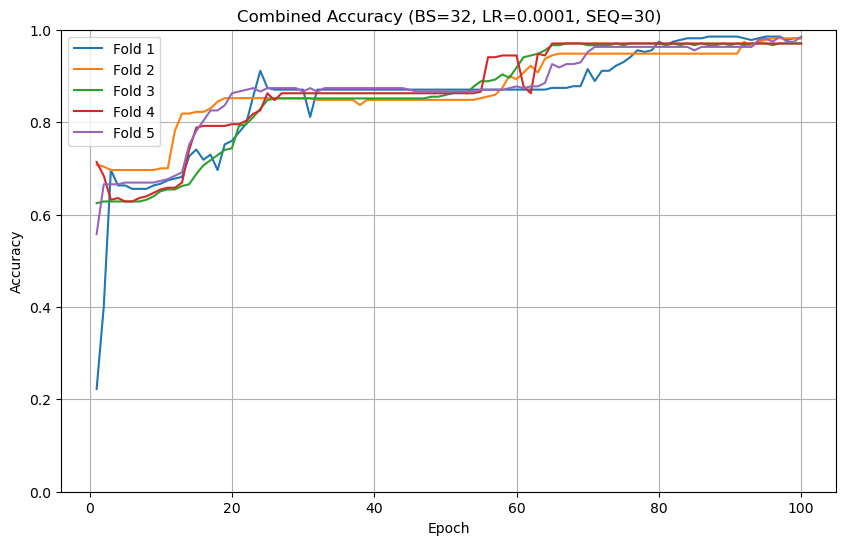 Combined Accuracy (BS=32, LR=0.0001, SEQ=30)
1.0
0.8
0.6
0.4
0.2
0.0
Accuracy
Fold 1
Fold 2
Fold 3
Fold 4
Fold 5
0 20 40 60 80 100
Epoch